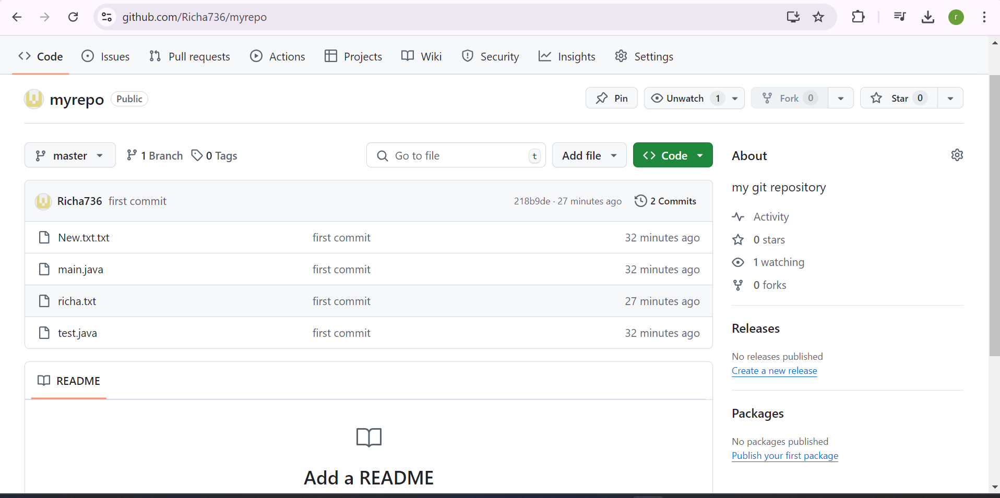 github.com/Richa736/myrepo
r
Code Issues Pull requests Actions Projects Wiki Security Insights Settings
myrepo Public
Pin Unwatch 1 Fork 0 Star 0
master 1 Branch 0 Tags
Go to file t Add file Code
Richa736 first commit 218b9de · 27 minutes ago 2 Commits
New.txt.txt first commit 32 minutes ago
main.java first commit 32 minutes ago
richa.txt first commit 27 minutes ago
test.java first commit 32 minutes ago
README
Add a README
About
my git repository
Activity
0 stars
1 watching
0 forks
Releases
No releases published
Create a new release
Packages
No packages published
Publish your first package